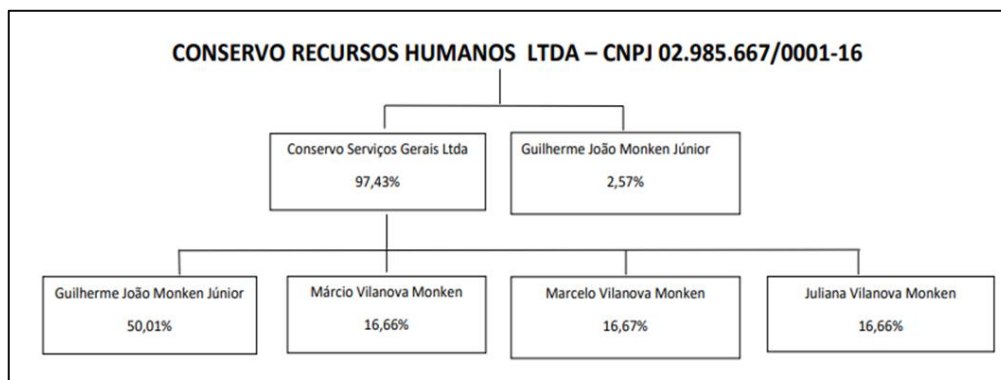 CONSERVO RECURSOS HUMANOS LTDA – CNPJ 02.985.667/0001-16
Conservo Serviços Gerais Ltda
97,43%
Guilherme João Monken Júnior
2,57%
Guilherme João Monken Júnior
50,01%
Márcio Vilanova Monken
16,66%
Marcelo Vilanova Monken
16,67%
Juliana Vilanova Monken
16,66%